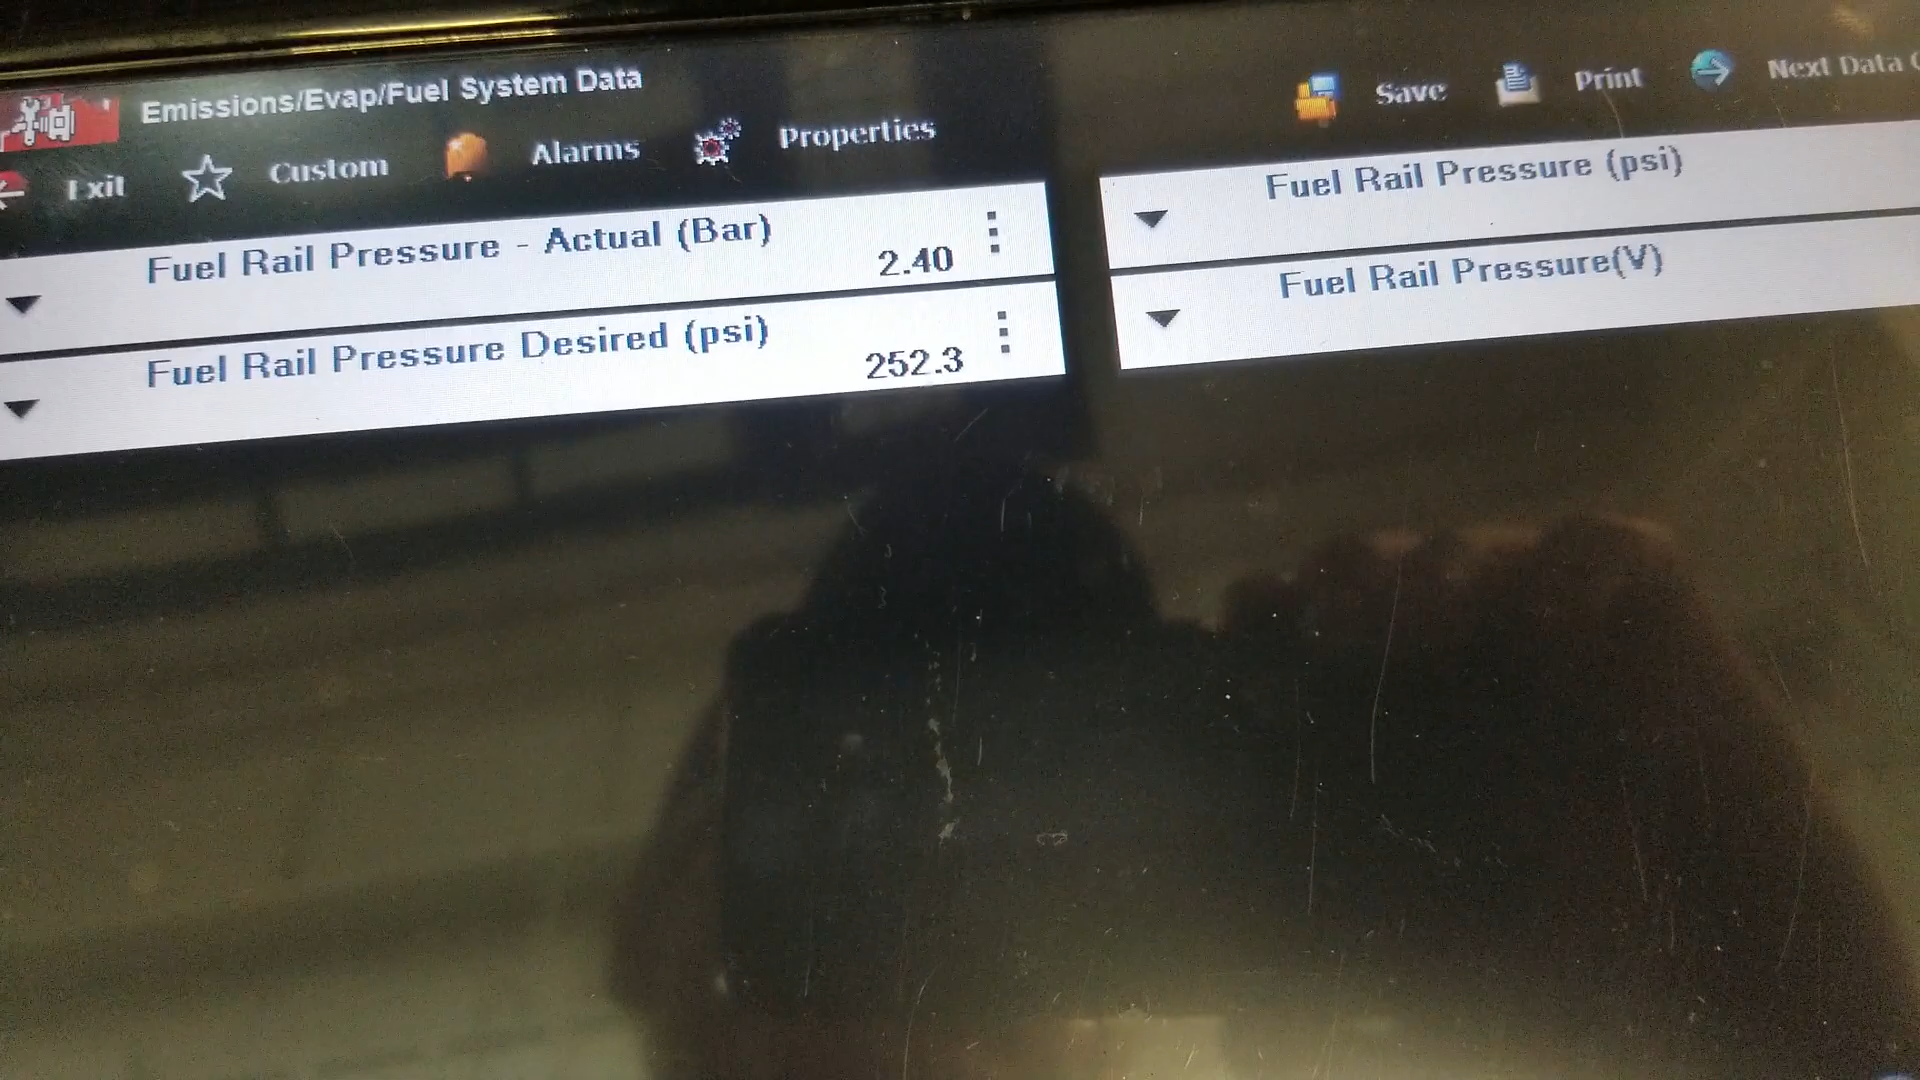 Emissions/Evap/Fuel System Data
Exit Custom Alarms Properties Save Print Next Data
Fuel Rail Pressure - Actual (Bar)
2.40
Fuel Rail Pressure Desired (psi)
252.3
Fuel Rail Pressure (psi)
Fuel Rail Pressure(V)